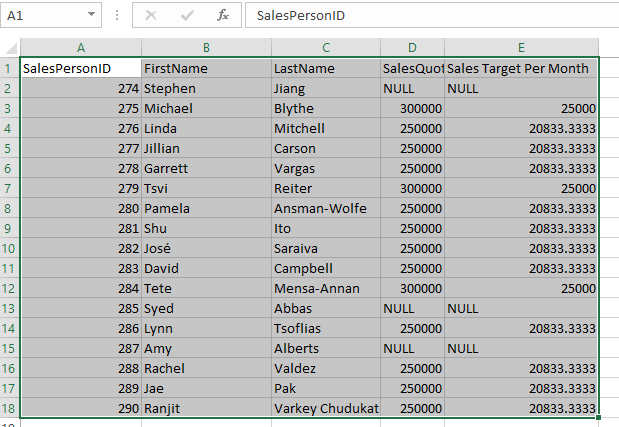 A1 fx SalesPersonID
A B C D E
1 SalesPersonID FirstName LastName SalesQuot Sales Target Per Month
2 274 Stephen Jiang NULL NULL
3 275 Michael Blythe 300000 25000
4 276 Linda Mitchell 250000 20833.3333
5 277 Jillian Carson 250000 20833.3333
6 278 Garrett Vargas 250000 20833.3333
7 279 Tsvi Reiter 300000 25000
8 280 Pamela Ansman-Wolfe 250000 20833.3333
9 281 Shu Ito 250000 20833.3333
10 282 José Saraiva 250000 20833.3333
11 283 David Campbell 250000 20833.3333
12 284 Tete Mensa-Annan 300000 25000
13 285 Syed Abbas NULL NULL
14 286 Lynn Tsoflias 250000 20833.3333
15 287 Amy Alberts NULL NULL
16 288 Rachel Valdez 250000 20833.3333
17 289 Jae Pak 250000 20833.3333
18 290 Ranjit Varkey Chudukat 250000 20833.3333